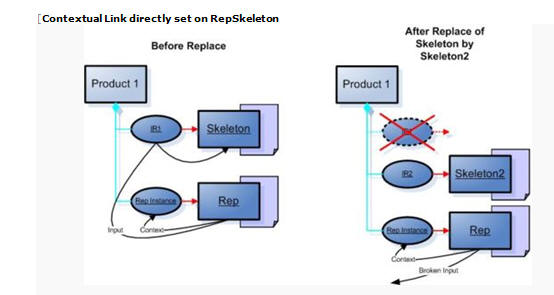 [Contextual Link directly set on RepSkeleton
Before Replace
After Replace of
Skeleton by
Skeleton2
Product 1
IR1
Skeleton
Rep Instance
Rep
Input
Context
Product 1
IR2
Skeleton2
Rep Instance
Rep
Context
Broken Input